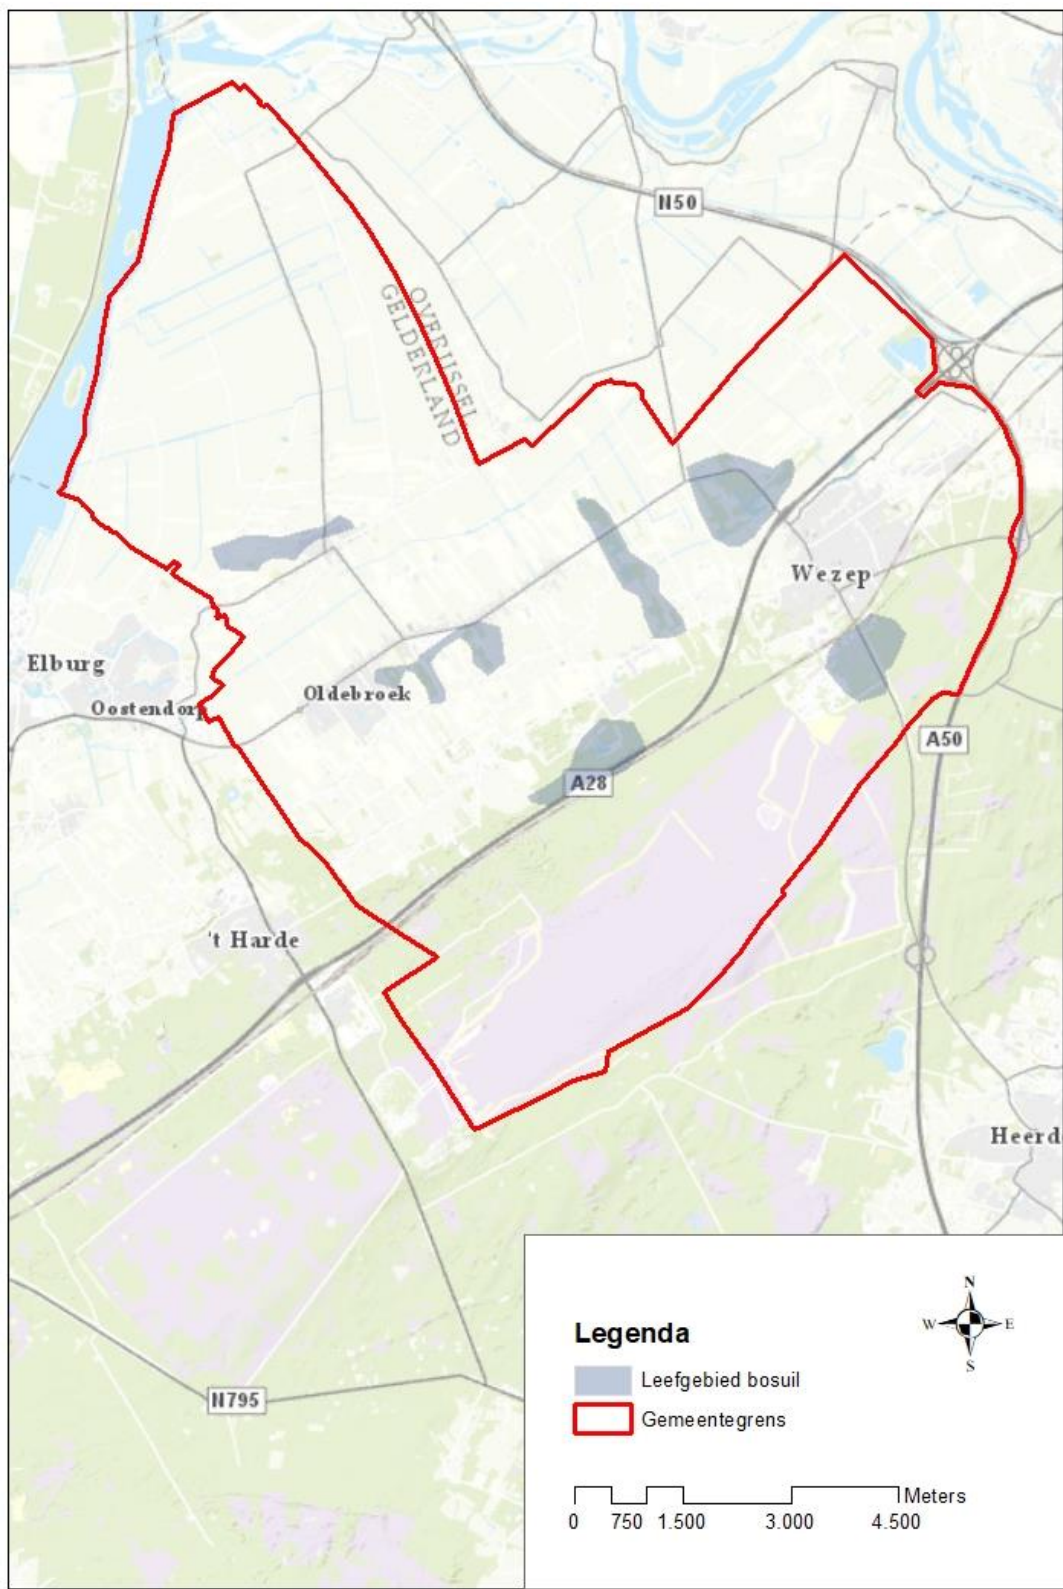 N50
OVERIJSSEL
GELDERLAND
Wezep
Elburg
Oldebroek
Oostendorp
A50
A28
't Harde
Heerd
N795
Legenda
N
W E
S
Leefgebied bosuil
Gemeentegrens
Meters
0 750 1.500 3.000 4.500